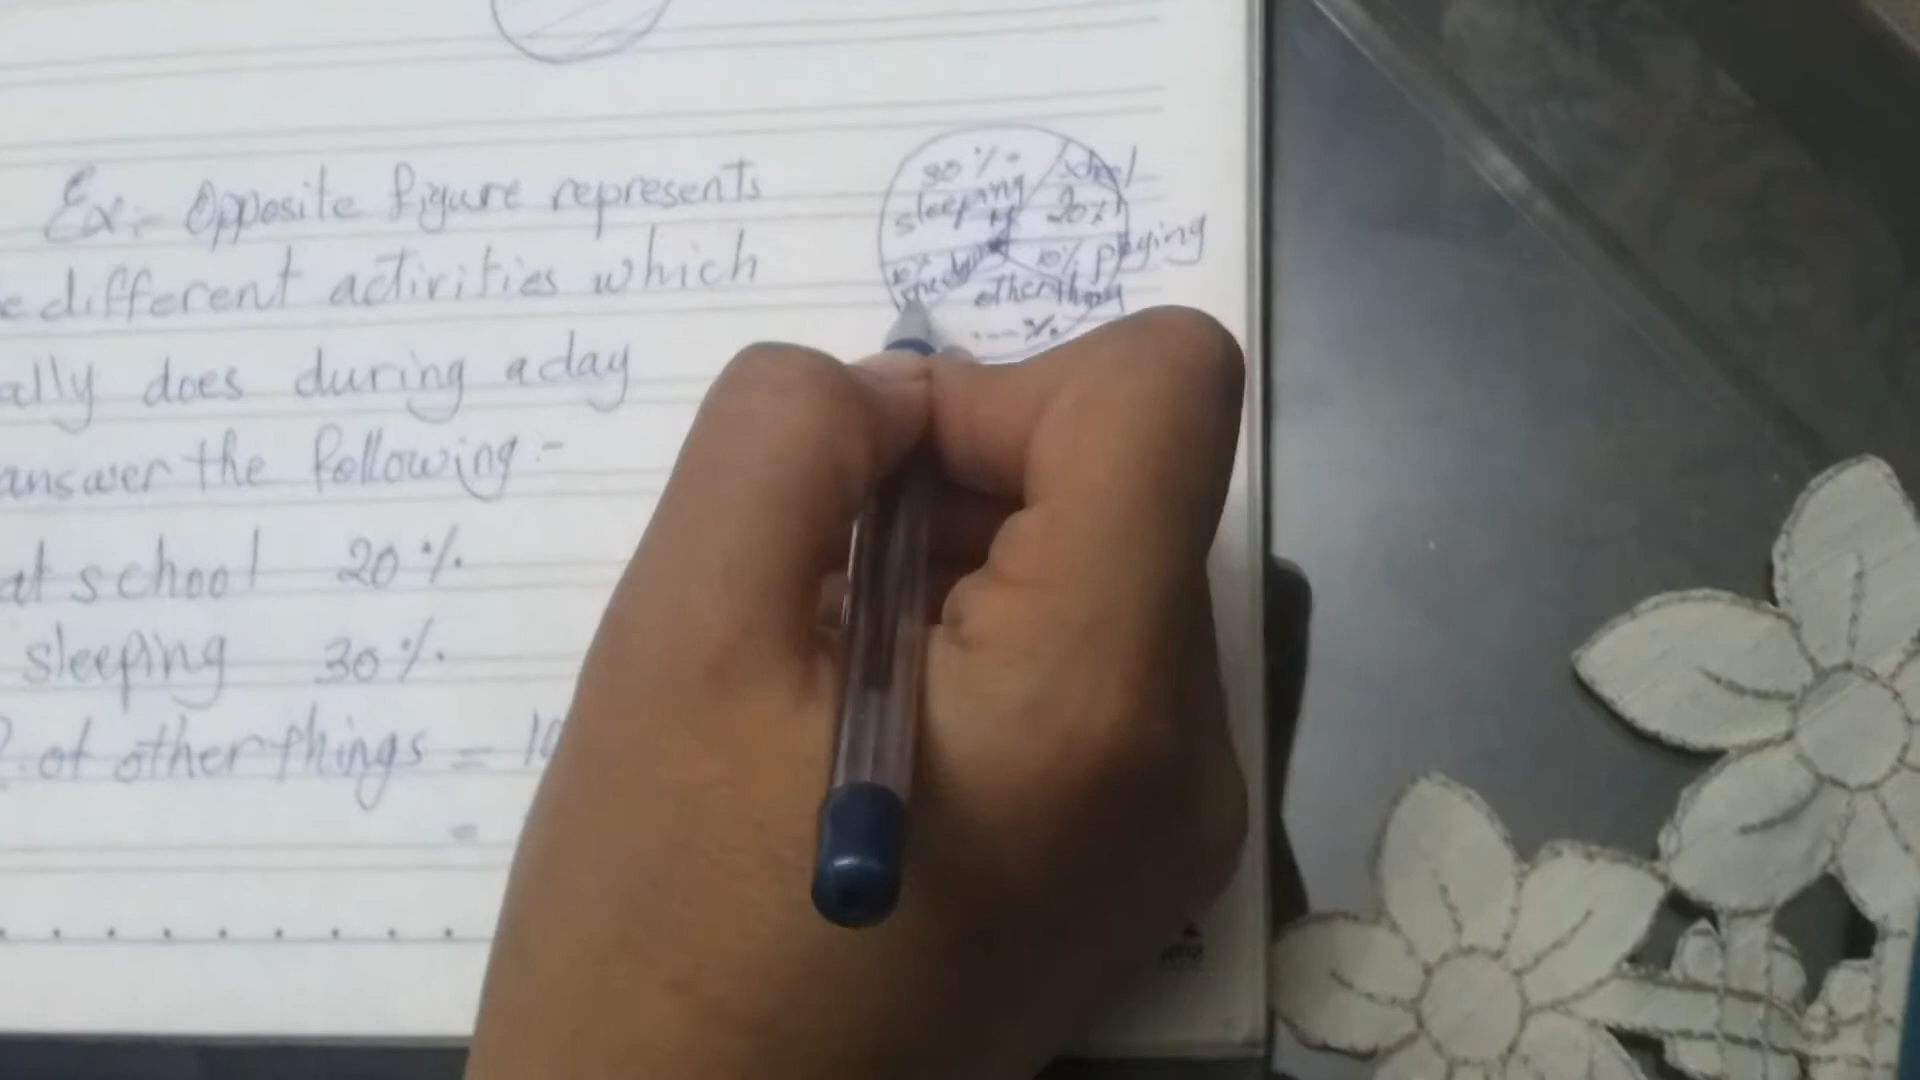 Ex:- Opposite figure represents
different activities which
ally does during a day
answer the following:-
at school 20%
sleeping 30%
of other things = 10
30%
sleeping
school
20%
10% playing
10%
other things
....%